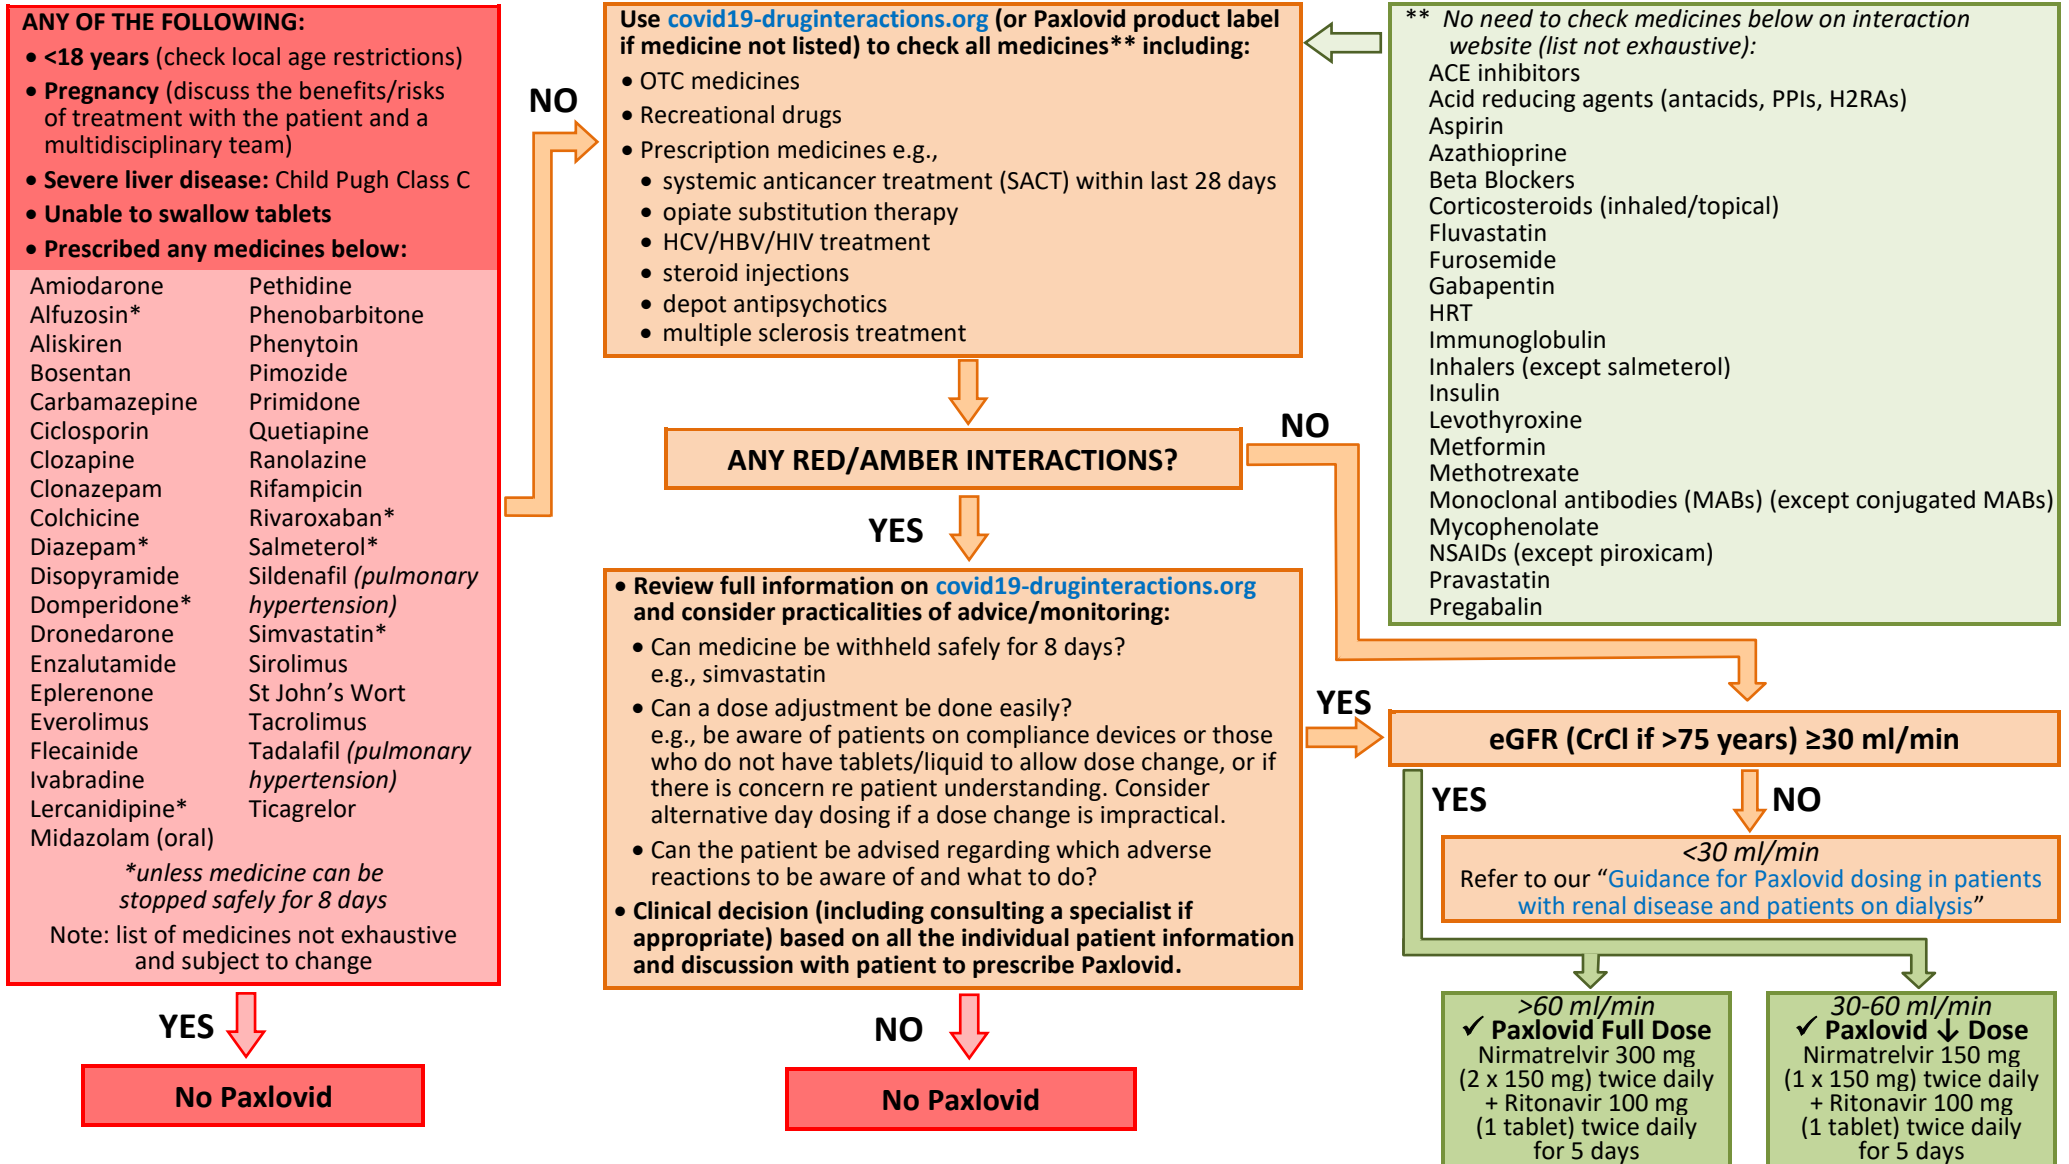 ANY OF THE FOLLOWING:
• <18 years (check local age restrictions)
• Pregnancy (discuss the benefits/risks
of treatment with the patient and a
multidisciplinary team)
• Severe liver disease: Child Pugh Class C
• Unable to swallow tablets
• Prescribed any medicines below:
Amiodarone
Alfuzosin*
Aliskiren
Bosentan
Carbamazepine
Ciclosporin
Clozapine
Clonazepam
Colchicine
Diazepam*
Disopyramide
Domperidone*
Dronedarone
Enzalutamide
Eplerenone
Everolimus
Flecainide
Ivabradine
Lercanidipine*
Midazolam (oral)
Pethidine
Phenobarbitone
Phenytoin
Pimozide
Primidone
Quetiapine
Ranolazine
Rifampicin
Rivaroxaban*
Salmeterol*
Sildenafil (pulmonary
hypertension)
Simvastatin*
Sirolimus
St John’s Wort
Tacrolimus
Tadalafil (pulmonary
hypertension)
Ticagrelor
*unless medicine can be
stopped safely for 8 days
Note: list of medicines not exhaustive
and subject to change
YES
No Paxlovid
NO
Use covid19-druginteractions.org (or Paxlovid product label
if medicine not listed) to check all medicines** including:
• OTC medicines
• Recreational drugs
• Prescription medicines e.g.,
• systemic anticancer treatment (SACT) within last 28 days
• opiate substitution therapy
• HCV/HBV/HIV treatment
• steroid injections
• depot antipsychotics
• multiple sclerosis treatment
** No need to check medicines below on interaction
website (list not exhaustive):
ACE inhibitors
Acid reducing agents (antacids, PPIs, H2RAs)
Aspirin
Azathioprine
Beta Blockers
Corticosteroids (inhaled/topical)
Fluvastatin
Furosemide
Gabapentin
HRT
Immunoglobulin
Inhalers (except salmeterol)
Insulin
Levothyroxine
Metformin
Methotrexate
Monoclonal antibodies (MABs) (except conjugated MABs)
Mycophenolate
NSAIDs (except piroxicam)
Pravastatin
Pregabalin
ANY RED/AMBER INTERACTIONS?
NO
YES
• Review full information on covid19-druginteractions.org
and consider practicalities of advice/monitoring:
• Can medicine be withheld safely for 8 days?
e.g., simvastatin
• Can a dose adjustment be done easily?
e.g., be aware of patients on compliance devices or those
who do not have tablets/liquid to allow dose change, or if
there is concern re patient understanding. Consider
alternative day dosing if a dose change is impractical.
• Can the patient be advised regarding which adverse
reactions to be aware of and what to do?
• Clinical decision (including consulting a specialist if
appropriate) based on all the individual patient information
and discussion with patient to prescribe Paxlovid.
NO
No Paxlovid
YES
eGFR (CrCl if >75 years) ≥30 ml/min
YES
NO
<30 ml/min
Refer to our “Guidance for Paxlovid dosing in patients
with renal disease and patients on dialysis”
>60 ml/min
✓ Paxlovid Full Dose
Nirmatrelvir 300 mg
(2 x 150 mg) twice daily
+ Ritonavir 100 mg
(1 tablet) twice daily
for 5 days
30-60 ml/min
✓ Paxlovid ↓ Dose
Nirmatrelvir 150 mg
(1 x 150 mg) twice daily
+ Ritonavir 100 mg
(1 tablet) twice daily
for 5 days